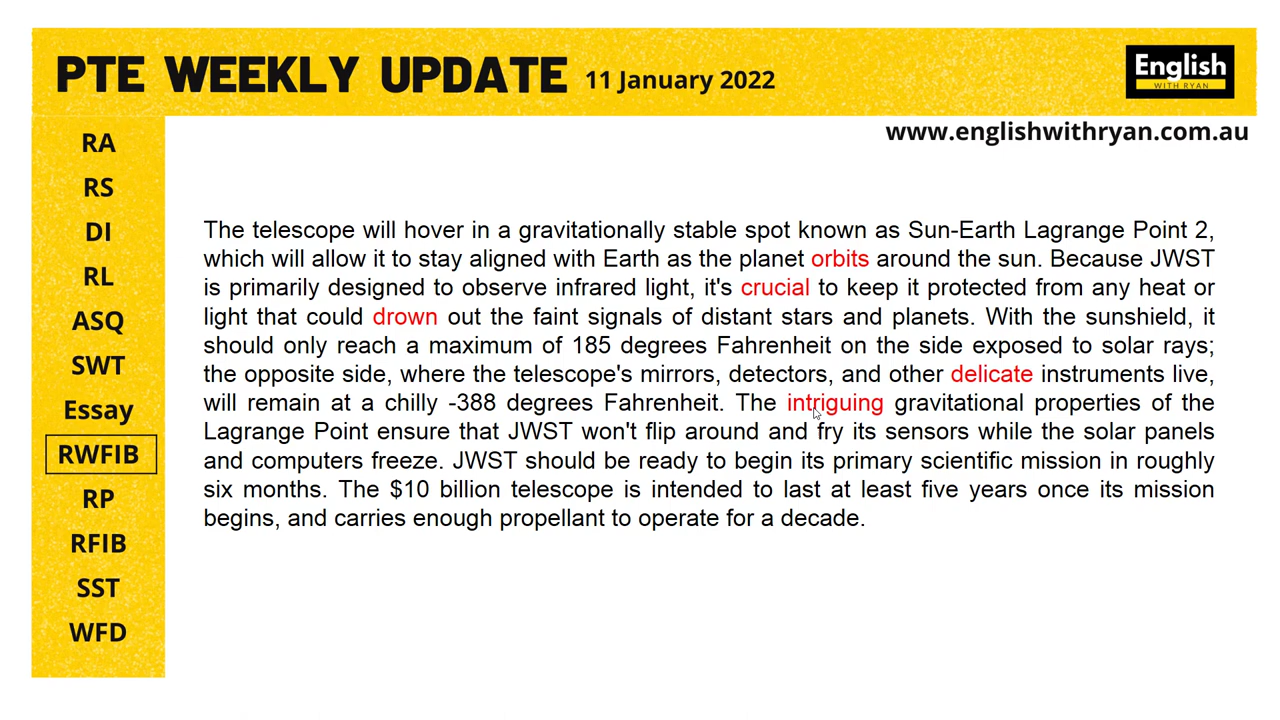 PTE WEEKLY UPDATE 11 January 2022
English
WITH RYAN
www.englishwithryan.com.au
RA
RS
DI
RL
ASQ
SWT
Essay
RWFIB
RP
RFIB
SST
WFD
The telescope will hover in a gravitationally stable spot known as Sun-Earth Lagrange Point 2,
which will allow it to stay aligned with Earth as the planet orbits around the sun. Because JWST
is primarily designed to observe infrared light, it's crucial to keep it protected from any heat or
light that could drown out the faint signals of distant stars and planets. With the sunshield, it
should only reach a maximum of 185 degrees Fahrenheit on the side exposed to solar rays;
the opposite side, where the telescope's mirrors, detectors, and other delicate instruments live,
will remain at a chilly -388 degrees Fahrenheit. The intriguing gravitational properties of the
Lagrange Point ensure that JWST won't flip around and fry its sensors while the solar panels
and computers freeze. JWST should be ready to begin its primary scientific mission in roughly
six months. The $10 billion telescope is intended to last at least five years once its mission
begins, and carries enough propellant to operate for a decade.